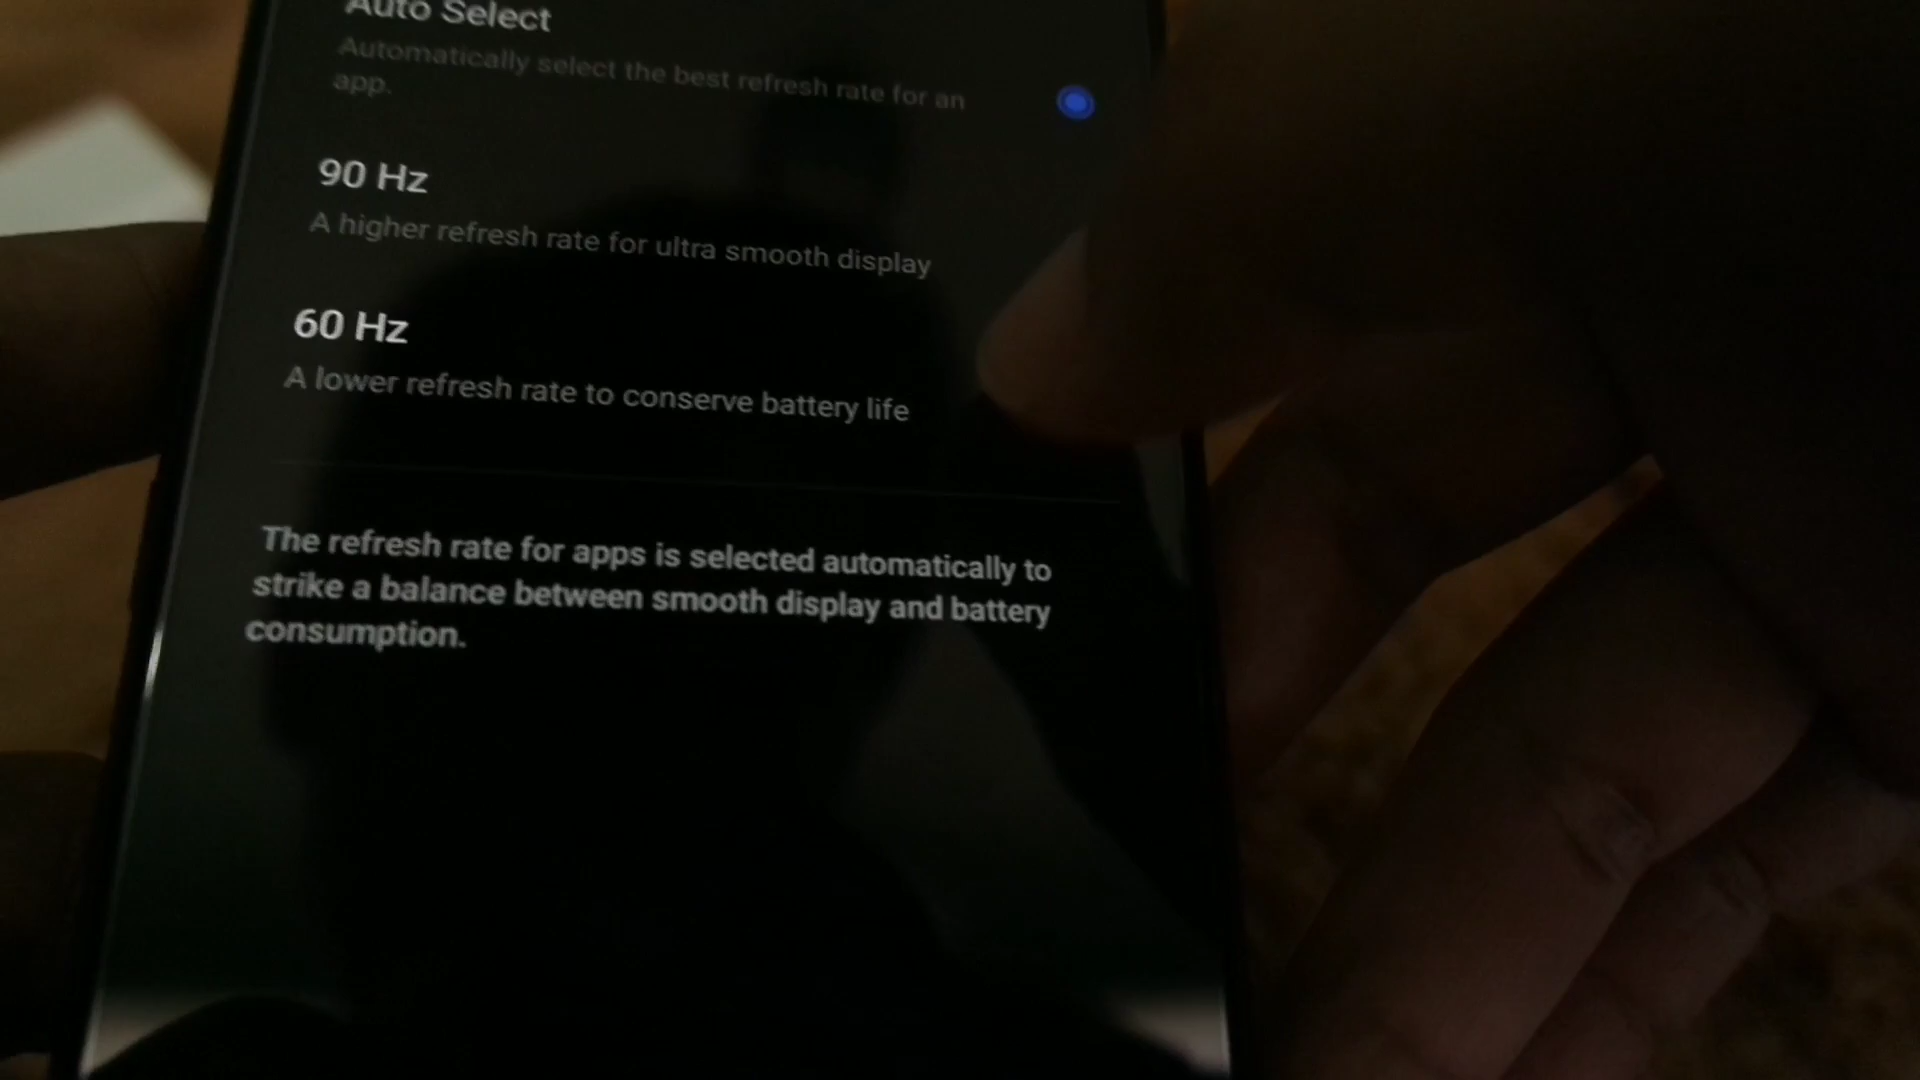 Auto Select
Automatically select the best refresh rate for an
app.
90 Hz
A higher refresh rate for ultra smooth display
60 Hz
A lower refresh rate to conserve battery life
The refresh rate for apps is selected automatically to
strike a balance between smooth display and battery
consumption.